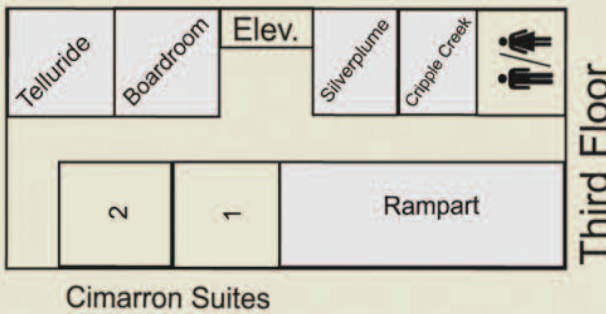 Telluride
Boardroom
Elev.
Silverplume
Cripple Creek
2
1
Rampart
Cimarron Suites
Third Floor